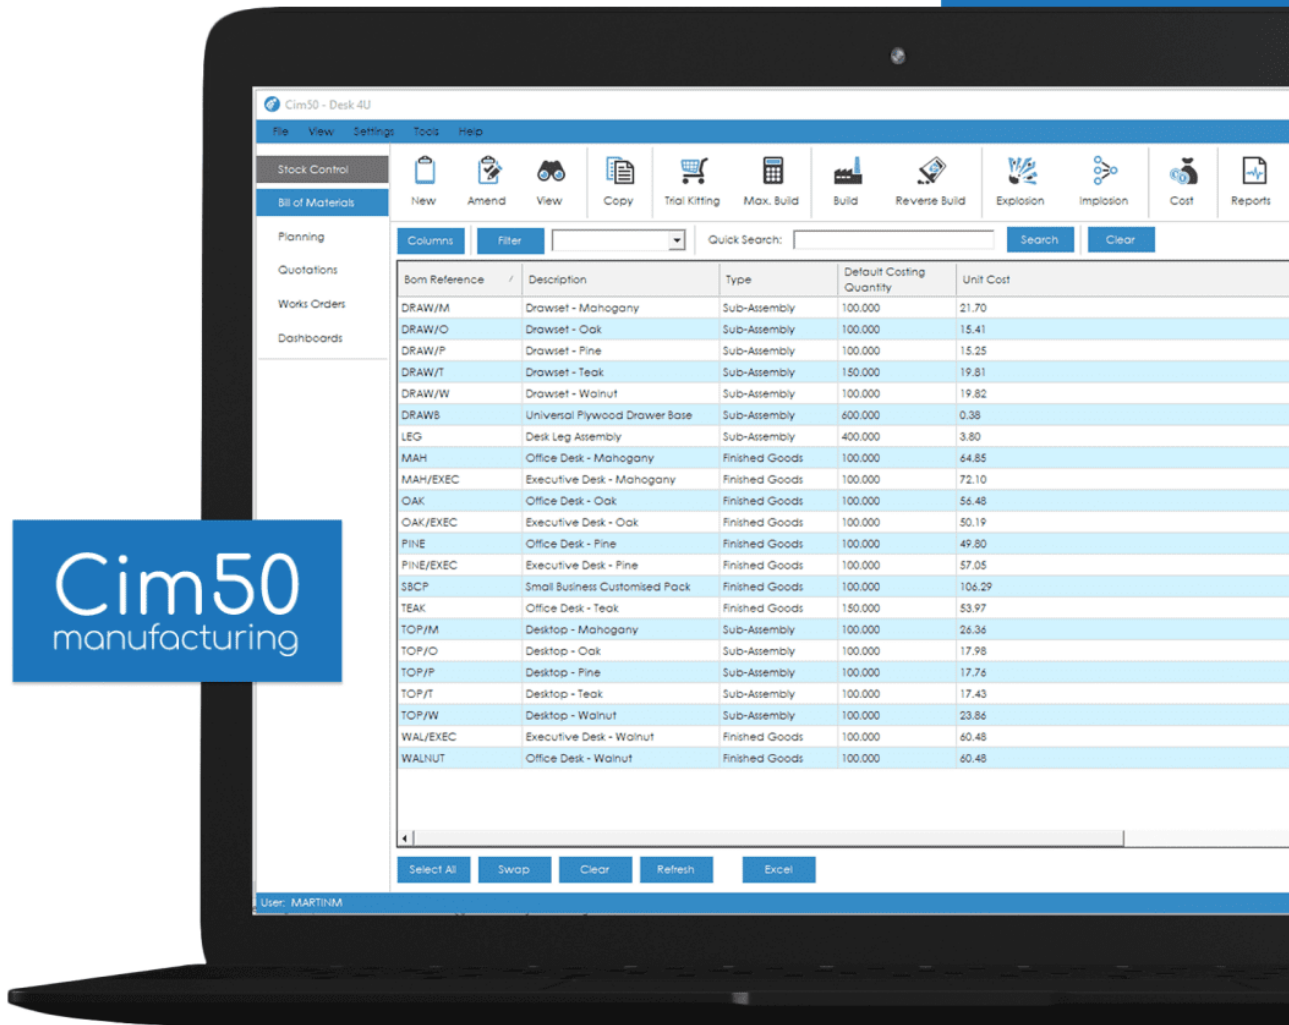 Cim50 - Desk 4U
File View Settings Tools Help
Stock Control
Bill of Materials
Planning
Quotations
Works Orders
Dashboards
New Amend View Copy Trial Kitting Max. Build Build Reverse Build Explosion Implosion Cost Reports
Columns Filter Quick Search: Search Clear
Bom Reference Description Type Default Costing Quantity Unit Cost
DRAW/M Drawset - Mahogany Sub-Assembly 100.000 21.70
DRAW/O Drawset - Oak Sub-Assembly 100.000 15.41
DRAW/P Drawset - Pine Sub-Assembly 100.000 15.25
DRAW/T Drawset - Teak Sub-Assembly 150.000 19.81
DRAW/W Drawset - Walnut Sub-Assembly 100.000 19.82
DRAWB Universal Plywood Drawer Base Sub-Assembly 600.000 0.38
LEG Desk Leg Assembly Sub-Assembly 400.000 3.80
MAH Office Desk - Mahogany Finished Goods 100.000 64.85
MAH/EXEC Executive Desk - Mahogany Finished Goods 100.000 72.10
OAK Office Desk - Oak Finished Goods 100.000 56.48
OAK/EXEC Executive Desk - Oak Finished Goods 100.000 50.19
PINE Office Desk - Pine Finished Goods 100.000 49.80
PINE/EXEC Executive Desk - Pine Finished Goods 100.000 57.05
SBCP Small Business Customised Pack Finished Goods 100.000 106.29
TEAK Office Desk - Teak Finished Goods 150.000 53.97
TOP/M Desktop - Mahogany Sub-Assembly 100.000 26.36
TOP/O Desktop - Oak Sub-Assembly 100.000 17.98
TOP/P Desktop - Pine Sub-Assembly 100.000 17.76
TOP/T Desktop - Teak Sub-Assembly 100.000 17.43
TOP/W Desktop - Walnut Sub-Assembly 100.000 23.86
WAL/EXEC Executive Desk - Walnut Finished Goods 100.000 60.48
WALNUT Office Desk - Walnut Finished Goods 100.000 60.48
Select All Swap Clear Refresh Excel
User: MARTINM
Cim50
manufacturing